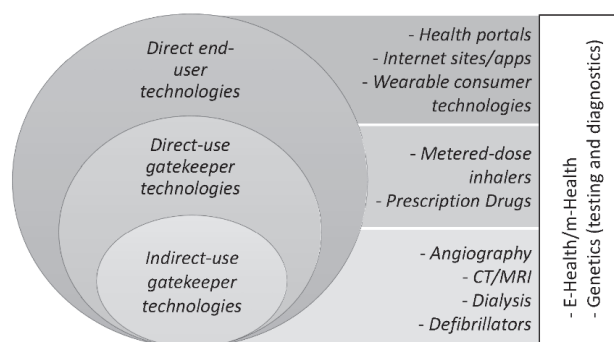 Direct end-
user
technologies
- Health portals
- Internet sites/apps
- Wearable consumer
technologies
Direct-use
gatekeeper
technologies
- Metered-dose
inhalers
- Prescription Drugs
Indirect-use
gatekeeper
technologies
- Angiography
- CT/MRI
- Dialysis
- Defibrillators
- E-Health/m-Health
- Genetics (testing and diagnostics)